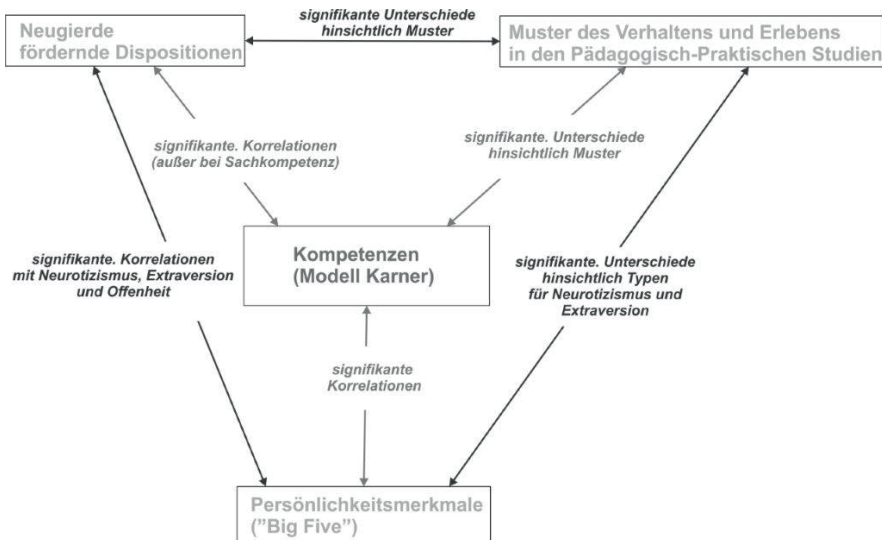 signifikante Unterschiede
hinsichtlich Muster
Neugierde
fördernde Dispositionen
Muster des Verhaltens und Erlebens
in den Pädagogisch-Praktischen Studien
signifikante. Korrelationen
(außer bei Sachkompetenz)
signifikante. Unterschiede
hinsichtlich Muster
Kompetenzen
(Modell Karner)
signifikante. Korrelationen
mit Neurotizismus, Extraversion
und Offenheit
signifikante. Unterschiede
hinsichtlich Typen
für Neurotizismus und
Extraversion
signifikante
Korrelationen
Persönlichkeitsmerkmale
(”Big Five”)